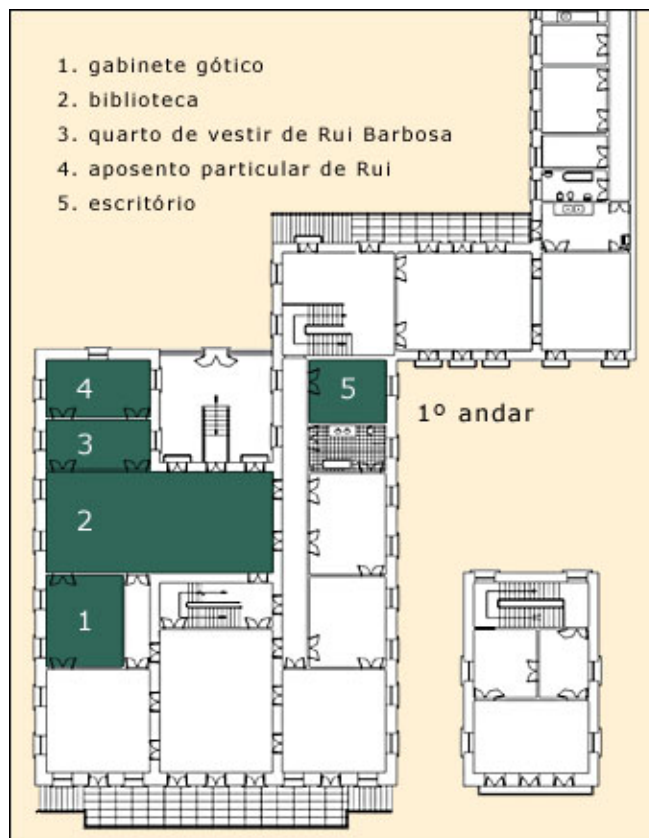 1. gabinete gótico
2. biblioteca
3. quarto de vestir de Rui Barbosa
4. aposento particular de Rui
5. escritório
4
5
1º andar
3
2
1